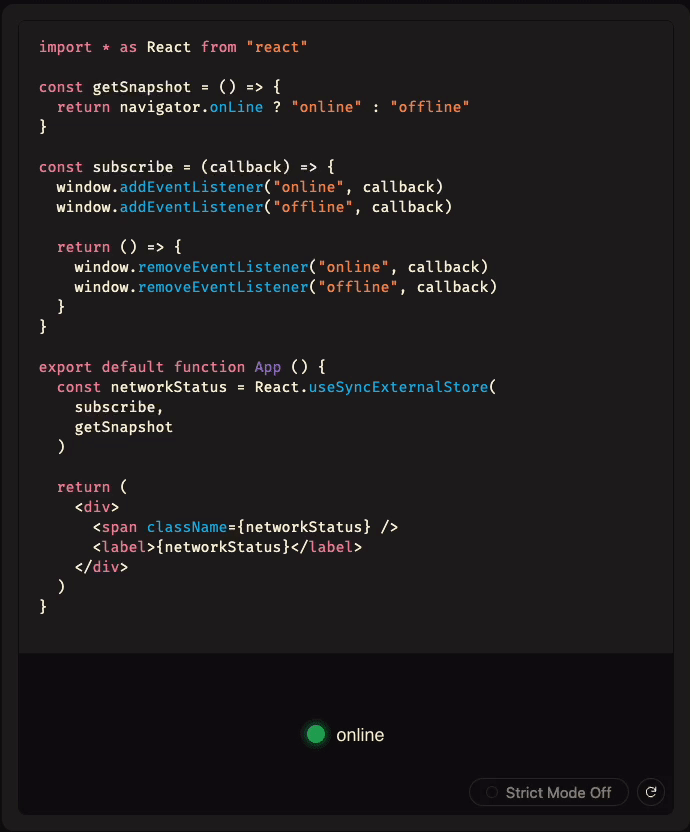 import * as React from "react"

const getSnapshot = () => {
  return navigator.onLine ? "online" : "offline"
}

const subscribe = (callback) => {
  window.addEventListener("online", callback)
  window.addEventListener("offline", callback)

  return () => {
    window.removeEventListener("online", callback)
    window.removeEventListener("offline", callback)
  }
}

export default function App () {
  const networkStatus = React.useSyncExternalStore(
    subscribe,
    getSnapshot
  )

  return (
    <div>
      <span className={networkStatus} />
      <label>{networkStatus}</label>
    </div>
  )
}
online
Strict Mode Off